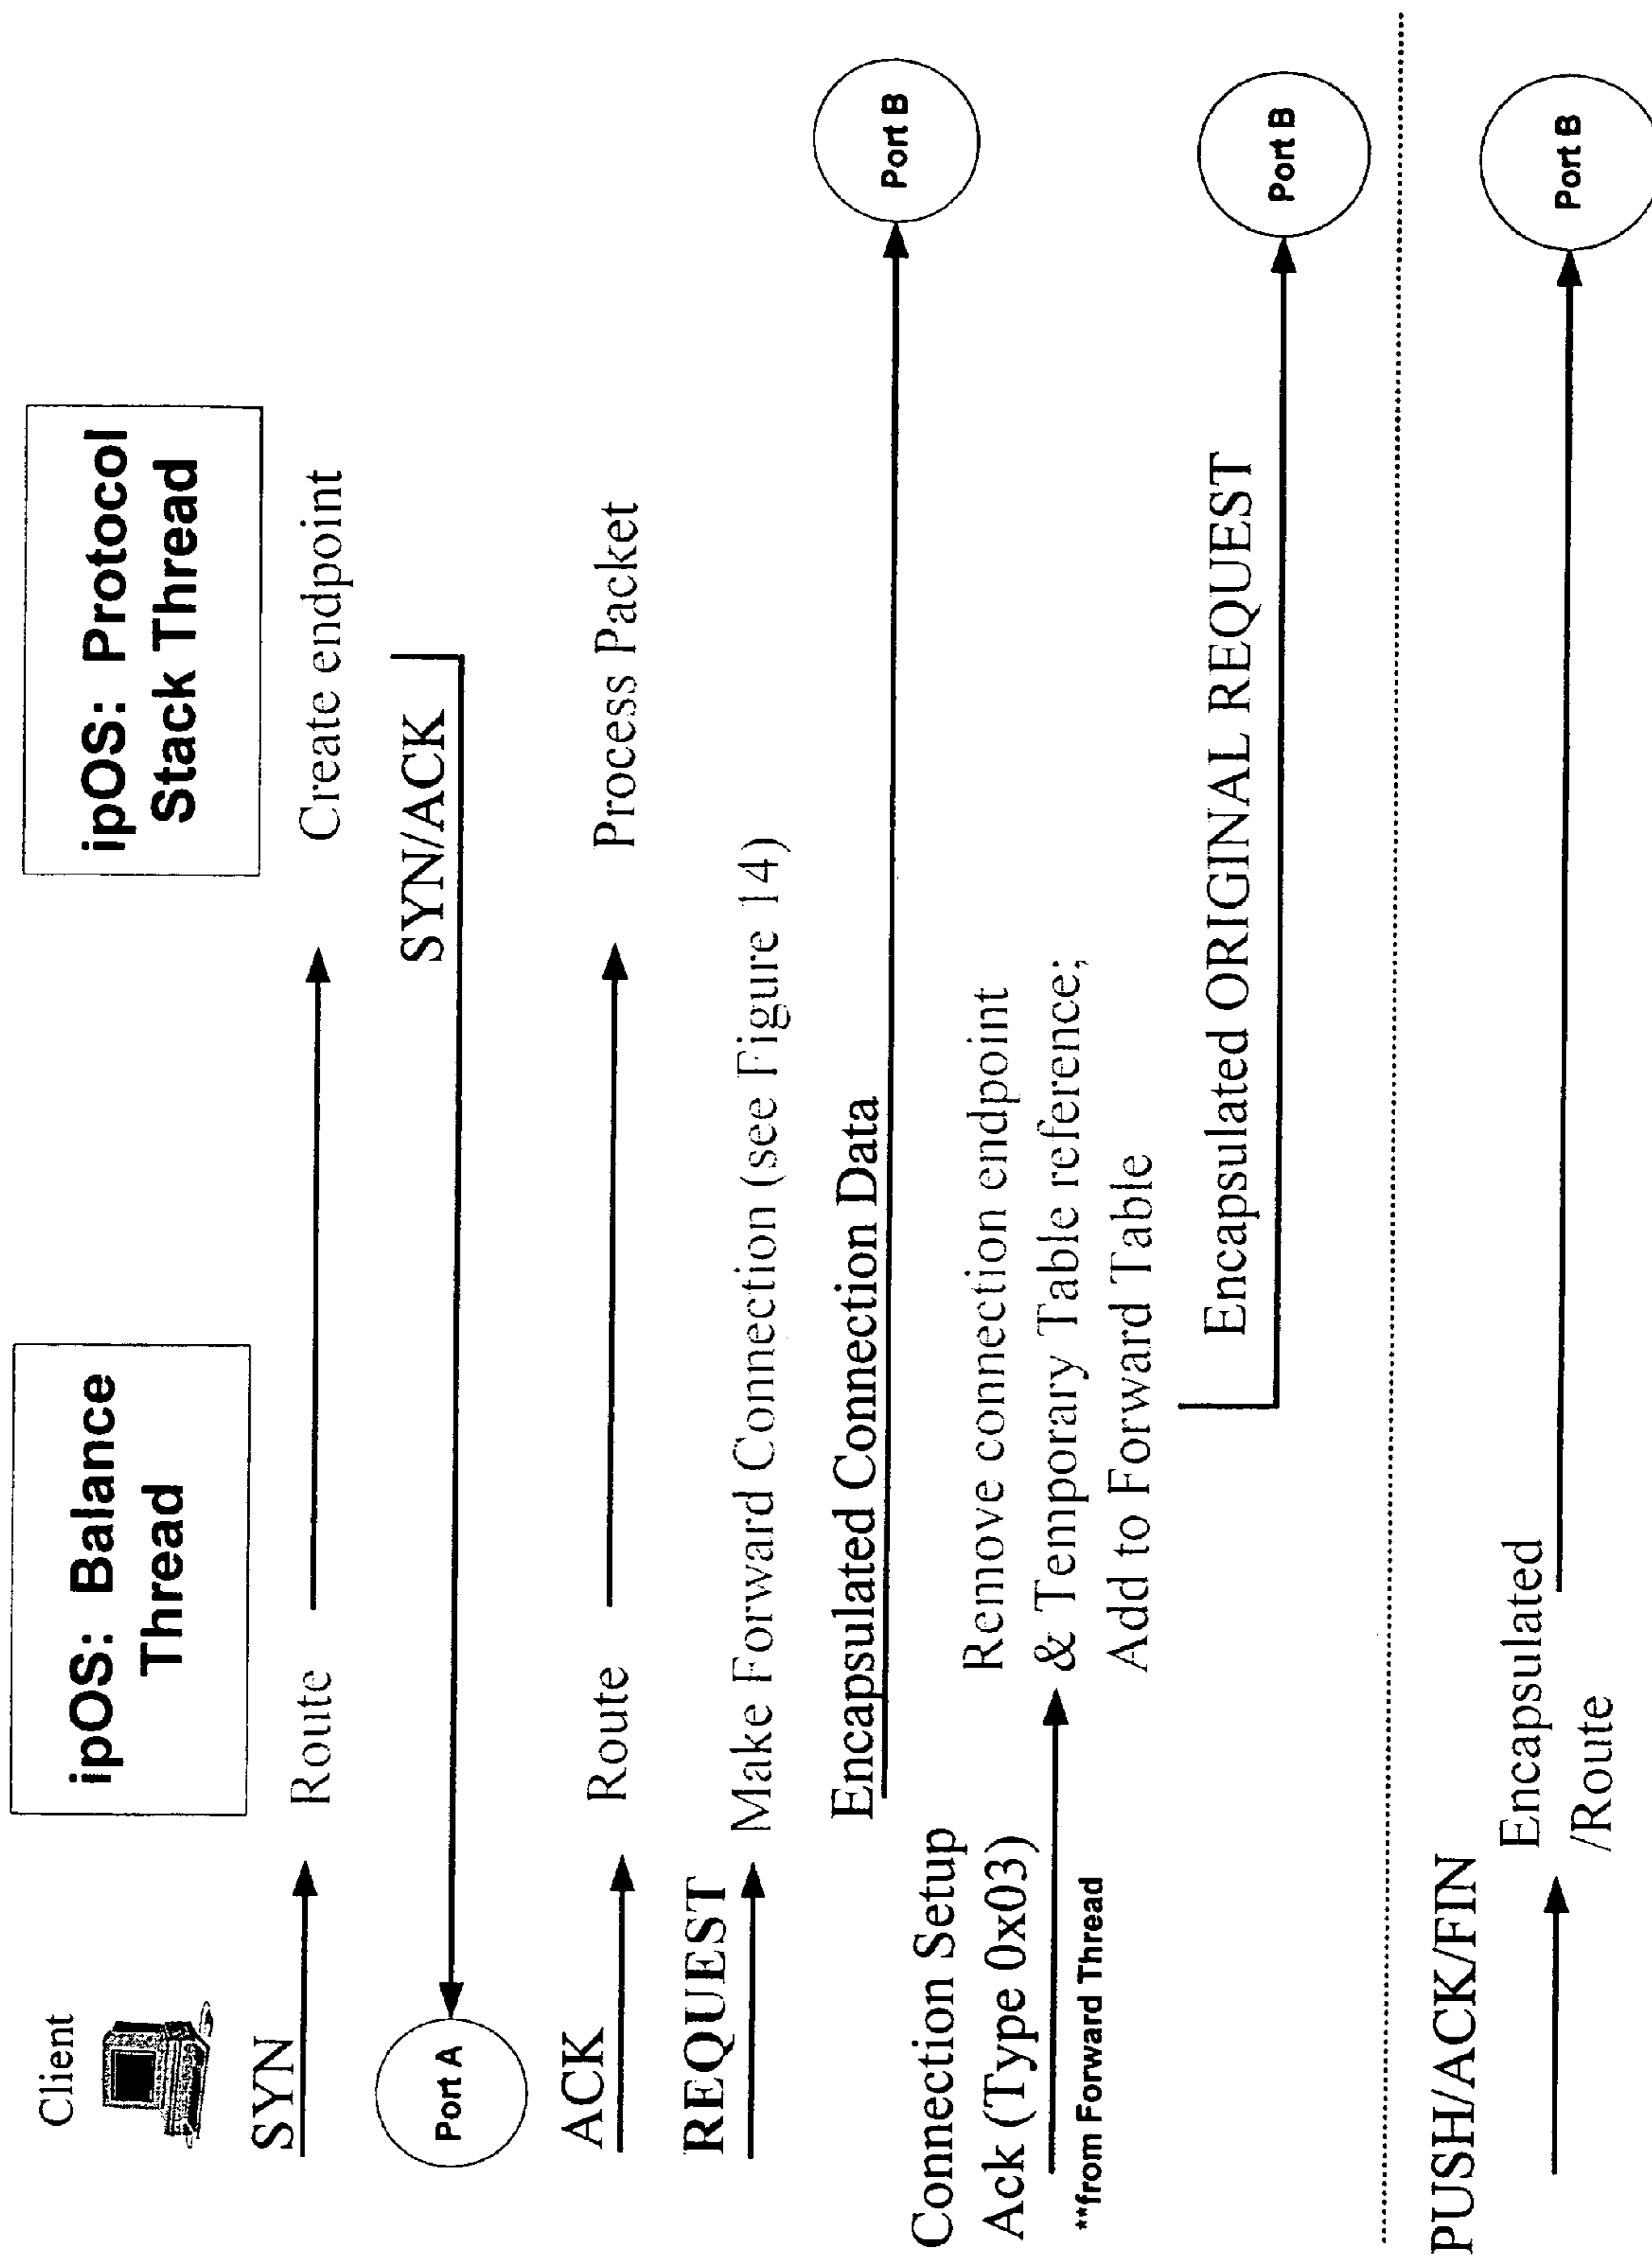 Client
ipOS: Balance
Thread
ipOS: Protocol
Stack Thread
SYN
Route
Create endpoint
SYN/ACK
Port A
ACK
Route
Process Packet
REQUEST
Make Forward Connection (see Figure 14)
Encapsulated Connection Data
Port B
Connection Setup
Ack (Type 0x03)
**from Forward Thread
Remove connection endpoint
& Temporary Table reference;
Add to Forward Table
Encapsulated ORIGINAL REQUEST
Port B
PUSH/ACK/FIN
Encapsulated
/Route
Port B